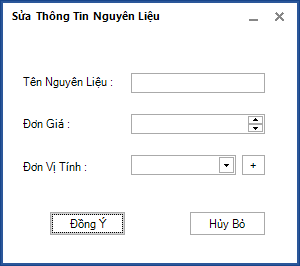 Sửa Thông Tin Nguyên Liệu
Tên Nguyên Liệu :
Đơn Giá :
Đơn Vị Tính :
+
Đồng Ý
Hủy Bỏ